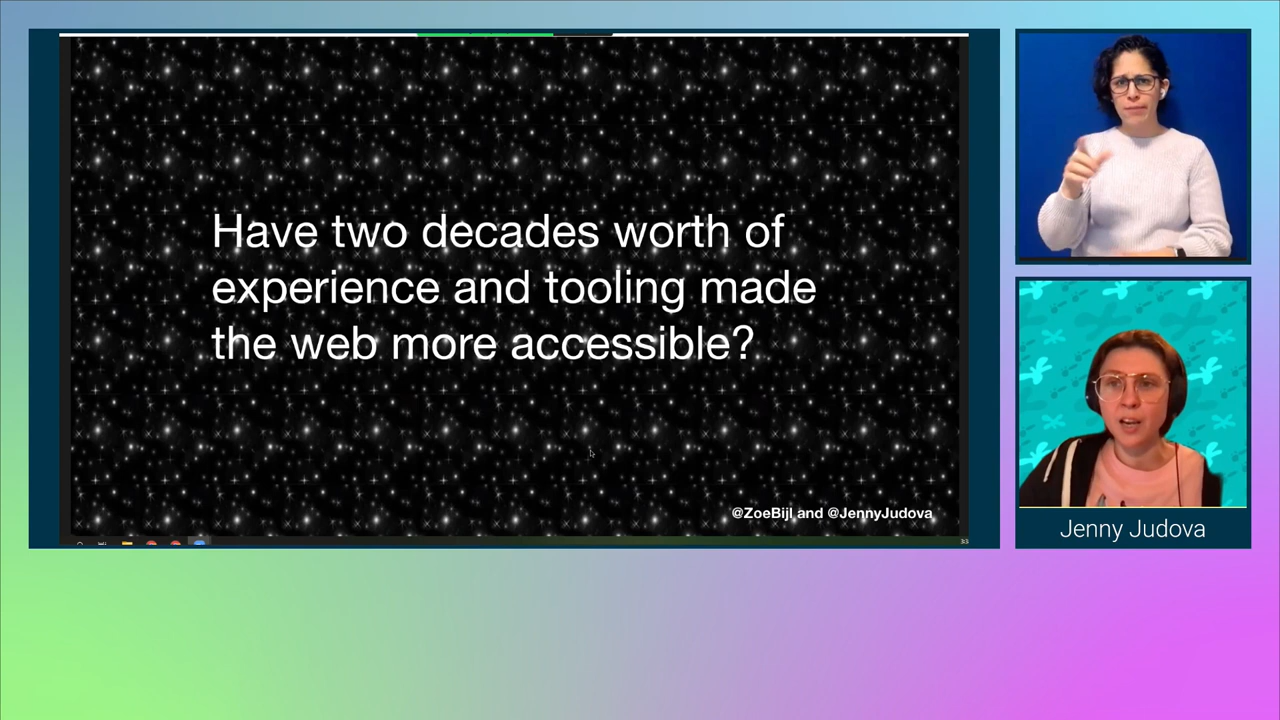 Have two decades worth of
experience and tooling made
the web more accessible?
@ZoeBijl and @JennyJudova
Jenny Judova